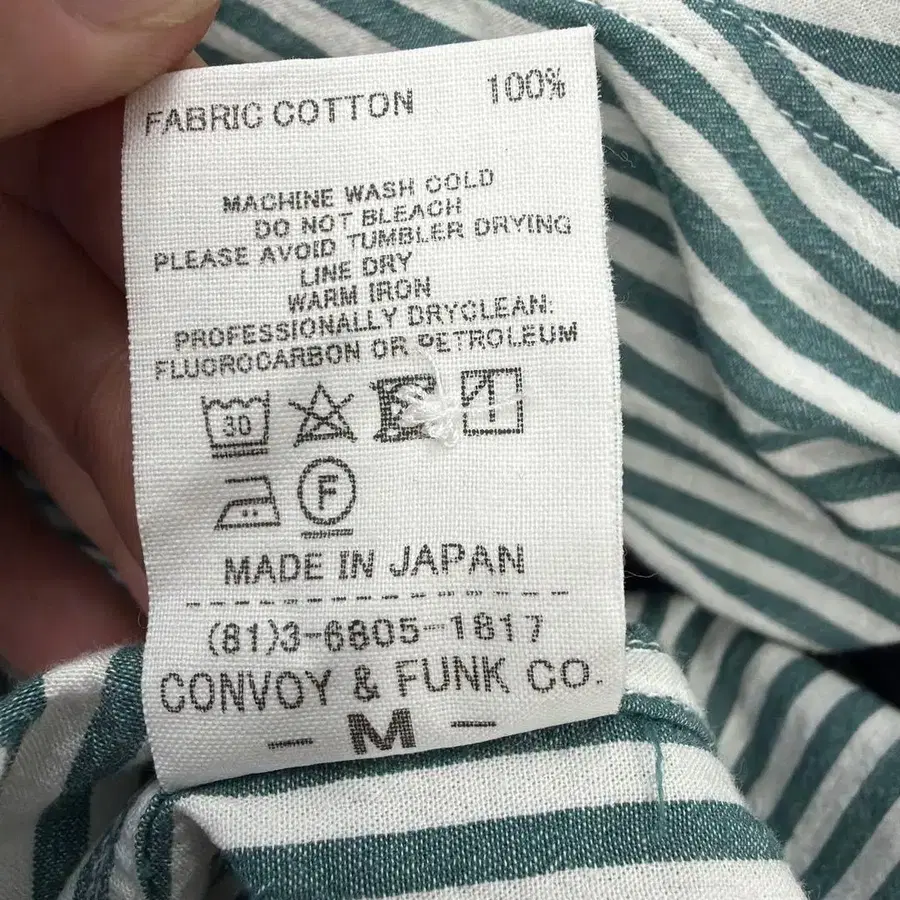 FABRIC COTTON 100%
MACHINE WASH COLD
DO NOT BLEACH
PLEASE AVOID TUMBLER DRYING
LINE DRY
WARM IRON
PROFESSIONALLY DRYCLEAN:
FLUOROCARBON OR PETROLEUM
30
F
MADE IN JAPAN
(81)3-6805-1817
CONVOY & FUNK CO.
— M —